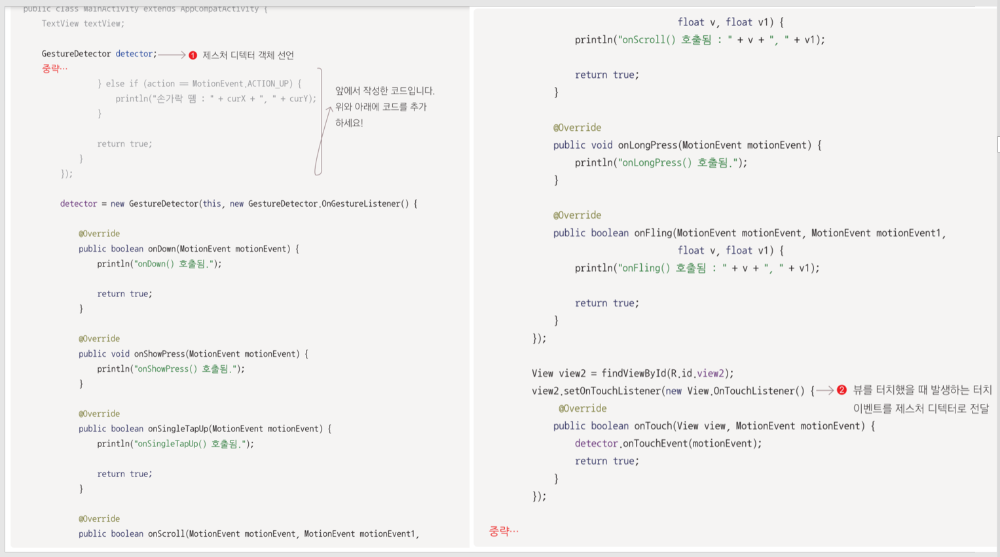 public class MainActivity extends AppCompatActivity {
TextView textView;
GestureDetector detector;
1 제스처 디텍터 객체 선언
중략…
} else if (action == MotionEvent.ACTION_UP) {
println("손가락 뗌 : " + curX + ", " + curY);
}
return true;
}
});
앞에서 작성한 코드입니다.
위와 아래에 코드를 추가
하세요!
detector = new GestureDetector(this, new GestureDetector.OnGestureListener() {
@Override
public boolean onDown(MotionEvent motionEvent) {
println("onDown() 호출됨.");
return true;
}
@Override
public void onShowPress(MotionEvent motionEvent) {
println("onShowPress() 호출됨.");
}
@Override
public boolean onSingleTapUp(MotionEvent motionEvent) {
println("onSingleTapUp() 호출됨.");
return true;
}
@Override
public boolean onScroll(MotionEvent motionEvent, MotionEvent motionEvent1,
float v, float v1) {
println("onScroll() 호출됨 : " + v + ", " + v1);
return true;
}
@Override
public void onLongPress(MotionEvent motionEvent) {
println("onLongPress() 호출됨.");
}
@Override
public boolean onFling(MotionEvent motionEvent, MotionEvent motionEvent1,
float v, float v1) {
println("onFling() 호출됨 : " + v + ", " + v1);
return true;
}
});
View view2 = findViewById(R.id.view2);
view2.setOnTouchListener(new View.OnTouchListener() {
2 뷰를 터치했을 때 발생하는 터치
이벤트를 제스처 디텍터로 전달
@Override
public boolean onTouch(View view, MotionEvent motionEvent) {
detector.onTouchEvent(motionEvent);
return true;
}
});
중략…